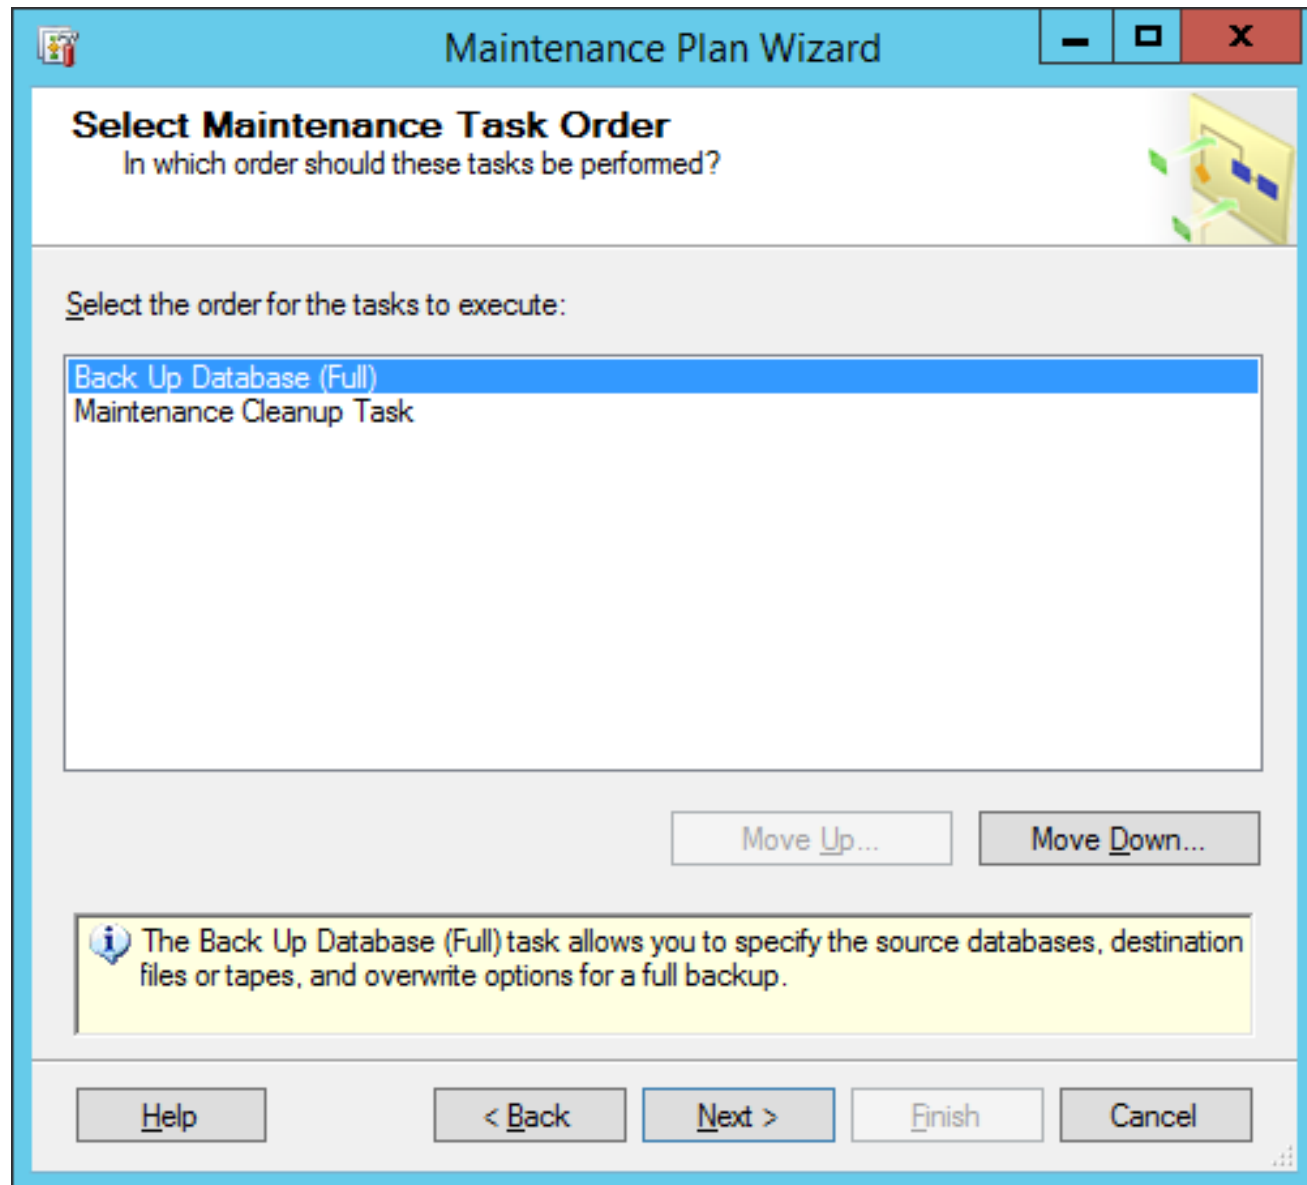 Maintenance Plan Wizard
Select Maintenance Task Order
In which order should these tasks be performed?
Select the order for the tasks to execute:
Back Up Database (Full)
Maintenance Cleanup Task
Move Up...
Move Down...
The Back Up Database (Full) task allows you to specify the source databases, destination
files or tapes, and overwrite options for a full backup.
Help
< Back
Next >
Finish
Cancel